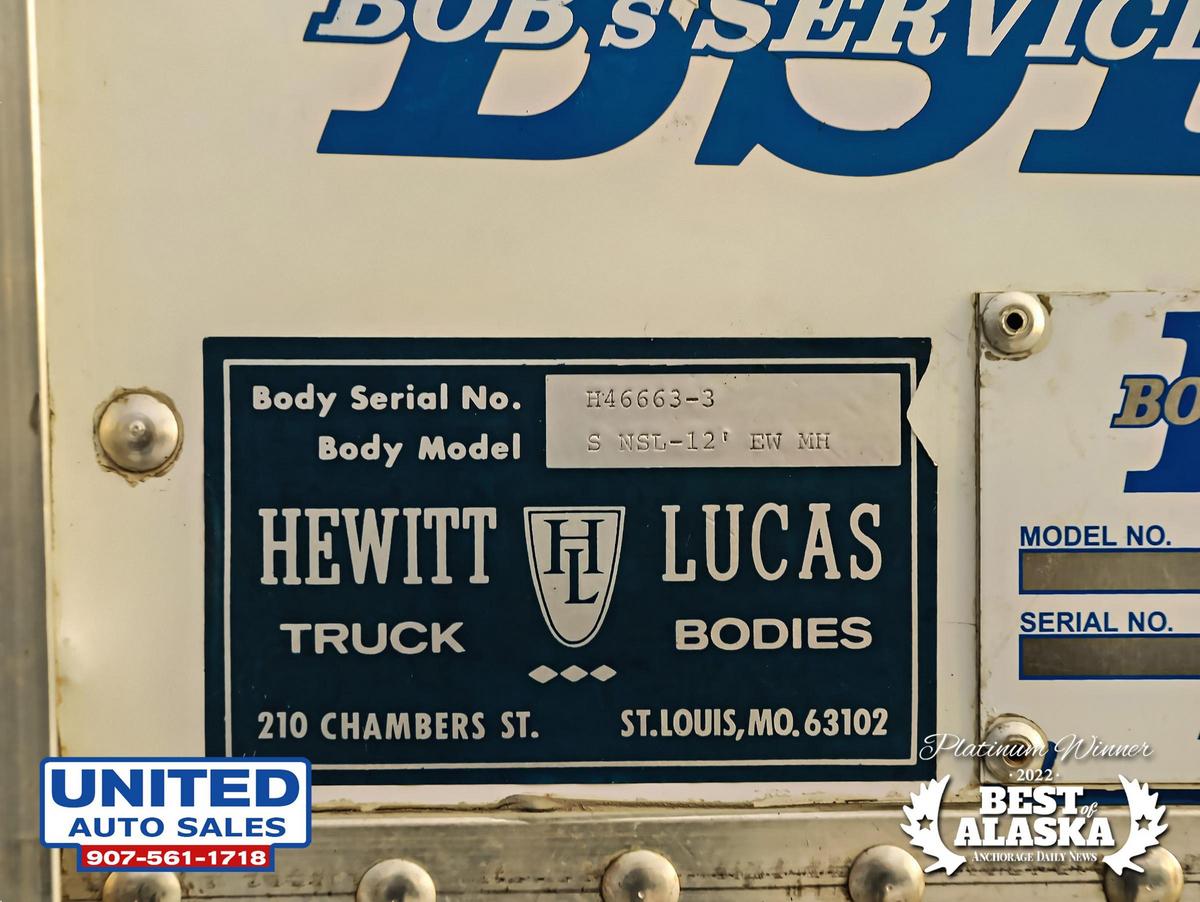 BOB's SERVICE
Body Serial No. H46663-3
Body Model S NSL-12' EW MH
HEWITT HL LUCAS
TRUCK BODIES
210 CHAMBERS ST. ST. LOUIS, MO. 63102
MODEL NO.
SERIAL NO.
UNITED
AUTO SALES
907-561-1718
Platinum Winner
·2022·
BEST of
ALASKA
ANCHORAGE DAILY NEWS